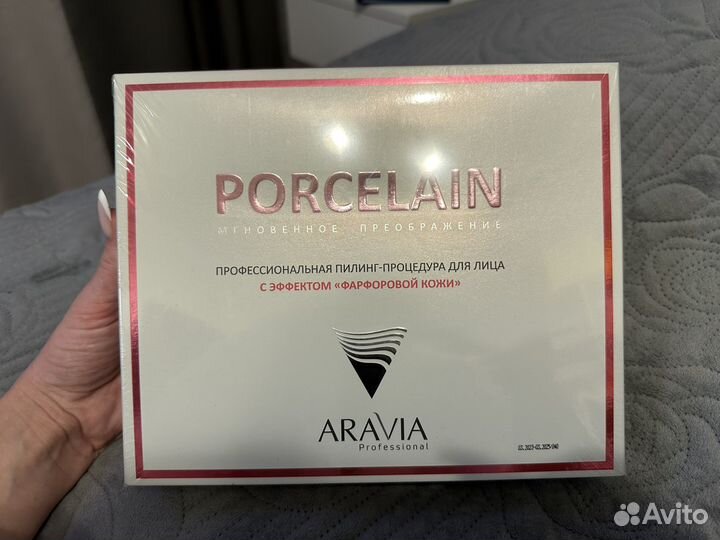 PORCELAIN
МГНОВЕННОЕ ПРЕОБРАЖЕНИЕ
ПРОФЕССИОНАЛЬНАЯ ПИЛИНГ-ПРОЦЕДУРА ДЛЯ ЛИЦА
С ЭФФЕКТОМ «ФАРФОРОВОЙ КОЖИ»
ARAVIA
Professional
Avito